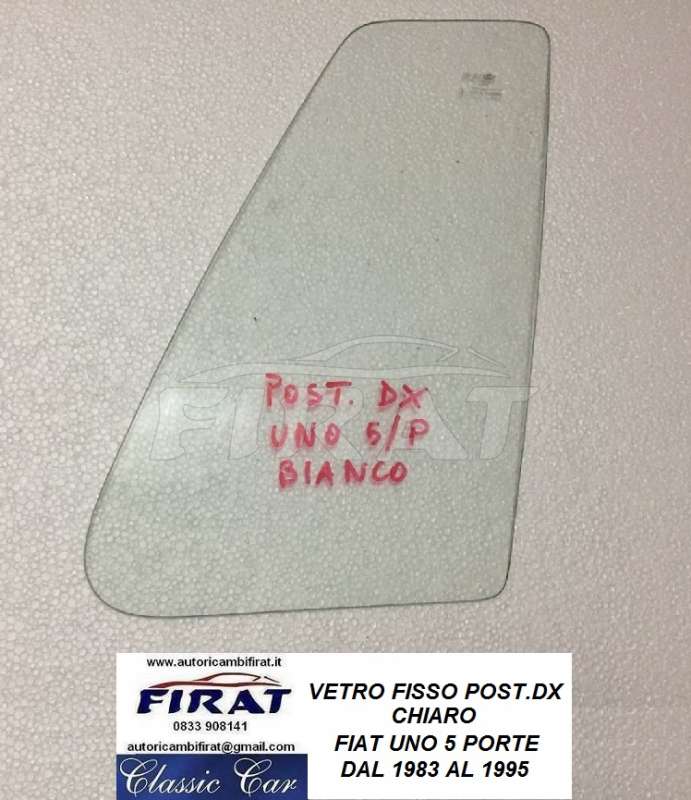 POST. DX
UNO 5/P
BIANCO
FIRAT
www.autoricambifirat.it
FIRAT
0833 908141
autoricambifirat@gmail.com
Classic Car
VETRO FISSO POST.DX
CHIARO
FIAT UNO 5 PORTE
DAL 1983 AL 1995